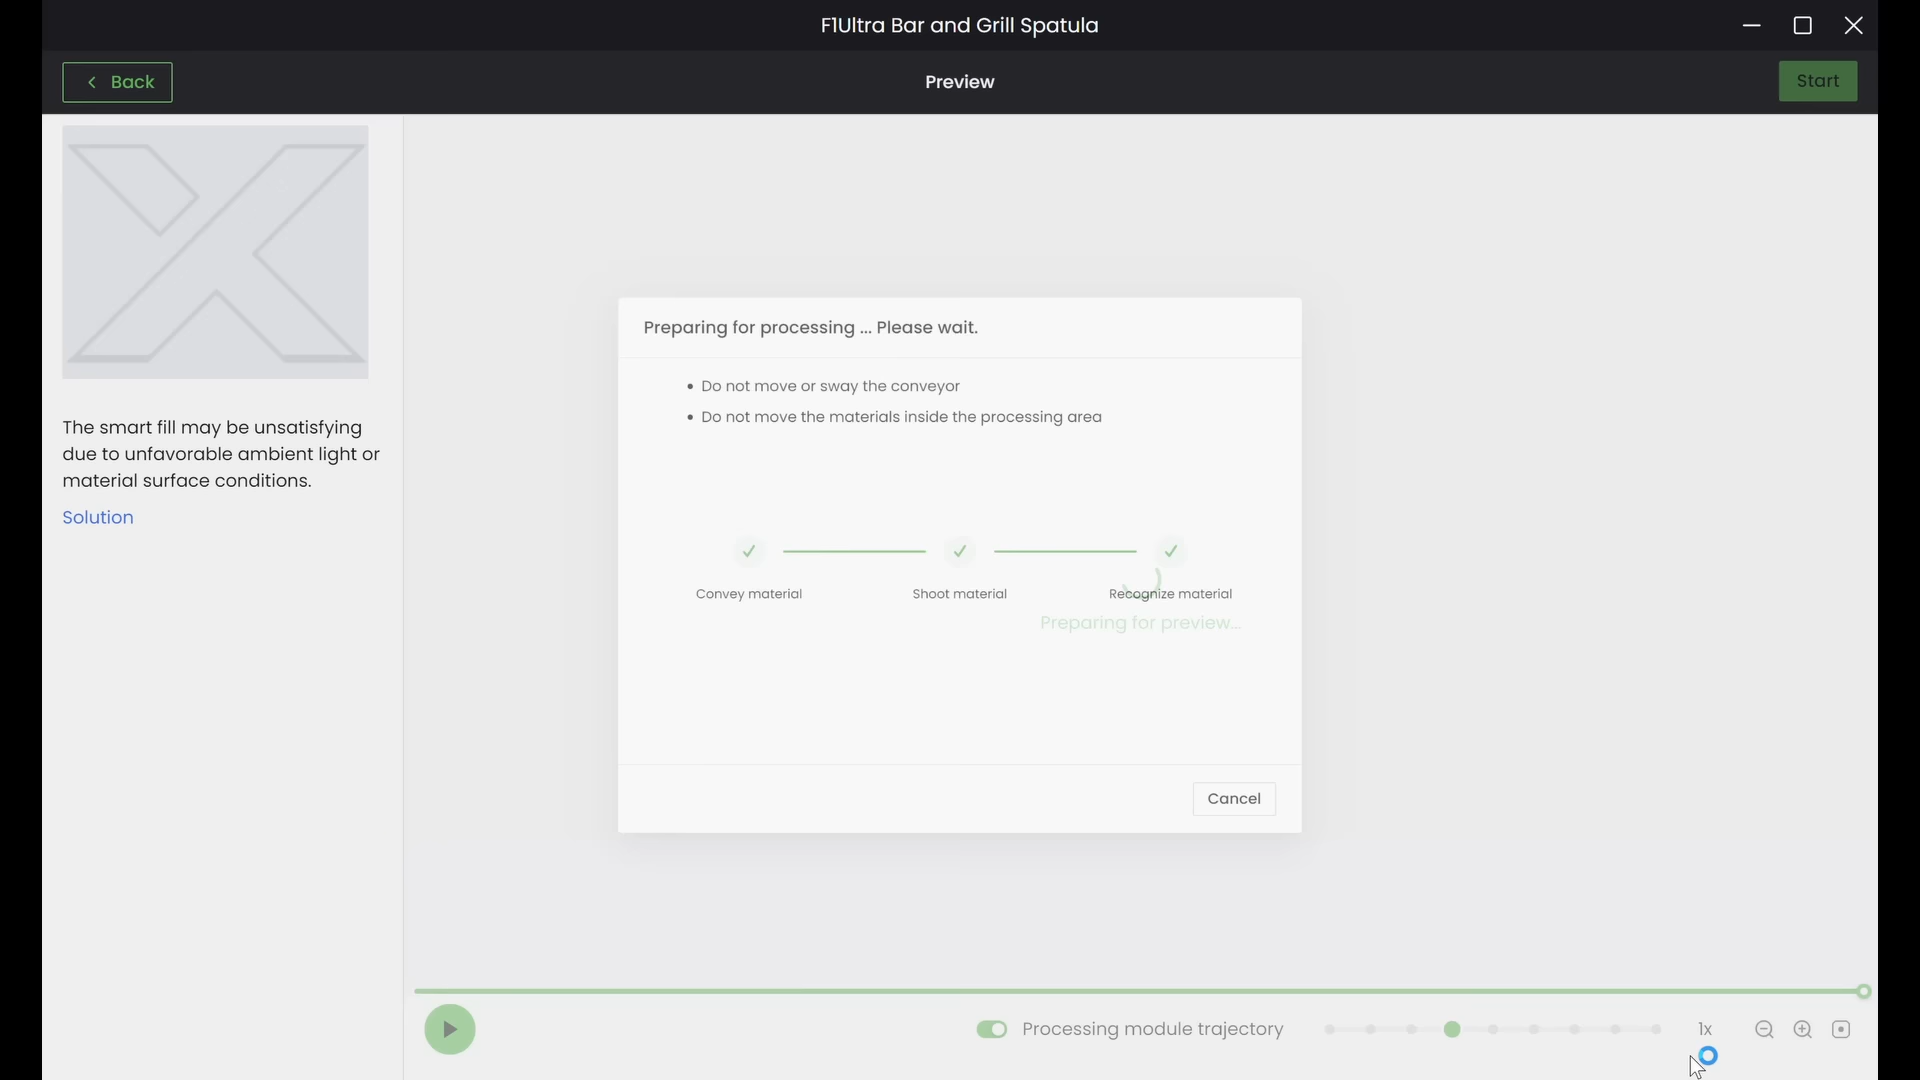 F1Ultra Bar and Grill Spatula
Back
Preview
Start
The smart fill may be unsatisfying
due to unfavorable ambient light or
material surface conditions.
Solution
Preparing for processing ... Please wait.
• Do not move or sway the conveyor
• Do not move the materials inside the processing area
Convey material
Shoot material
Recognize material
Preparing for preview...
Cancel
Processing module trajectory
1x